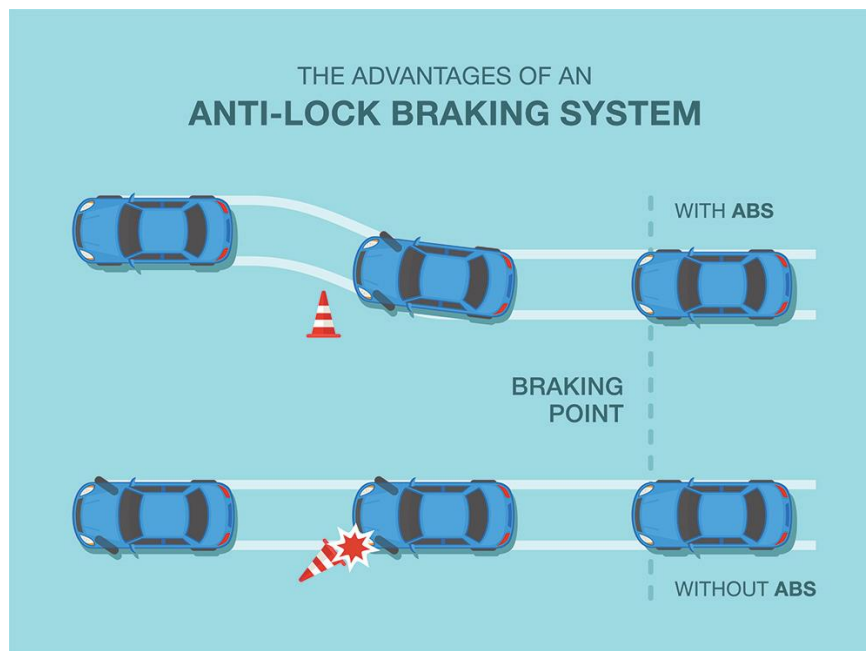 THE ADVANTAGES OF AN
ANTI-LOCK BRAKING SYSTEM
WITH ABS
BRAKING
POINT
WITHOUT ABS